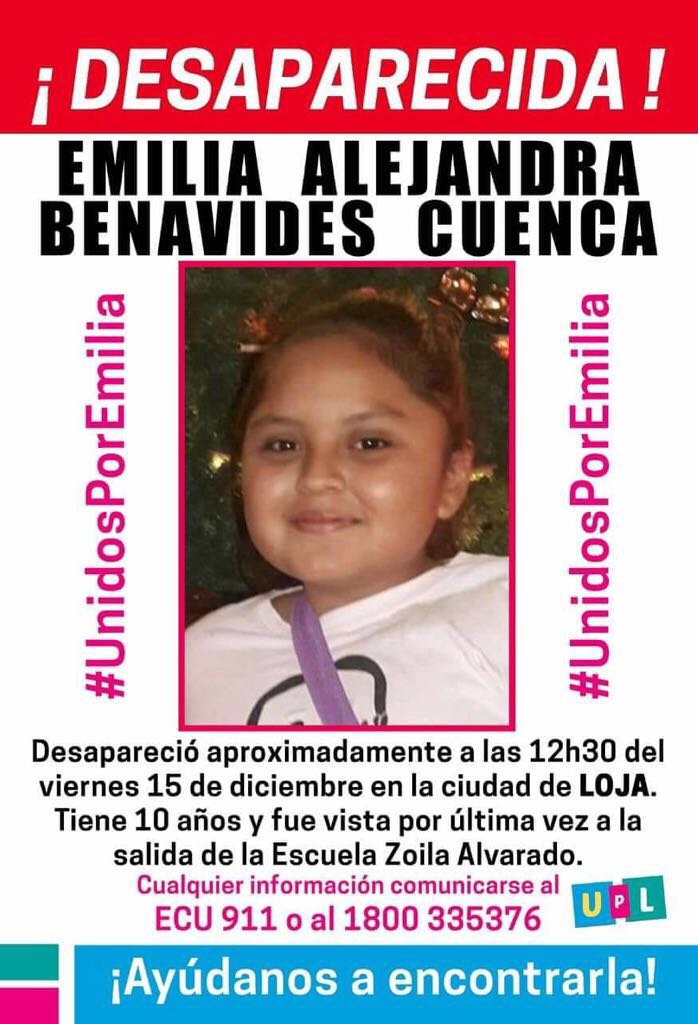 ¡DESAPARECIDA!
EMILIA ALEJANDRA
BENAVIDES CUENCA
#UnidosPorEmilia
#UnidosPorEmilia
Desapareció aproximadamente a las 12h30 del
viernes 15 de diciembre en la ciudad de LOJA.
Tiene 10 años y fue vista por última vez a la
salida de la Escuela Zoila Alvarado.
Cualquier información comunicarse al
ECU 911 o al 1800 335376
UPL
¡Ayúdanos a encontrarla!